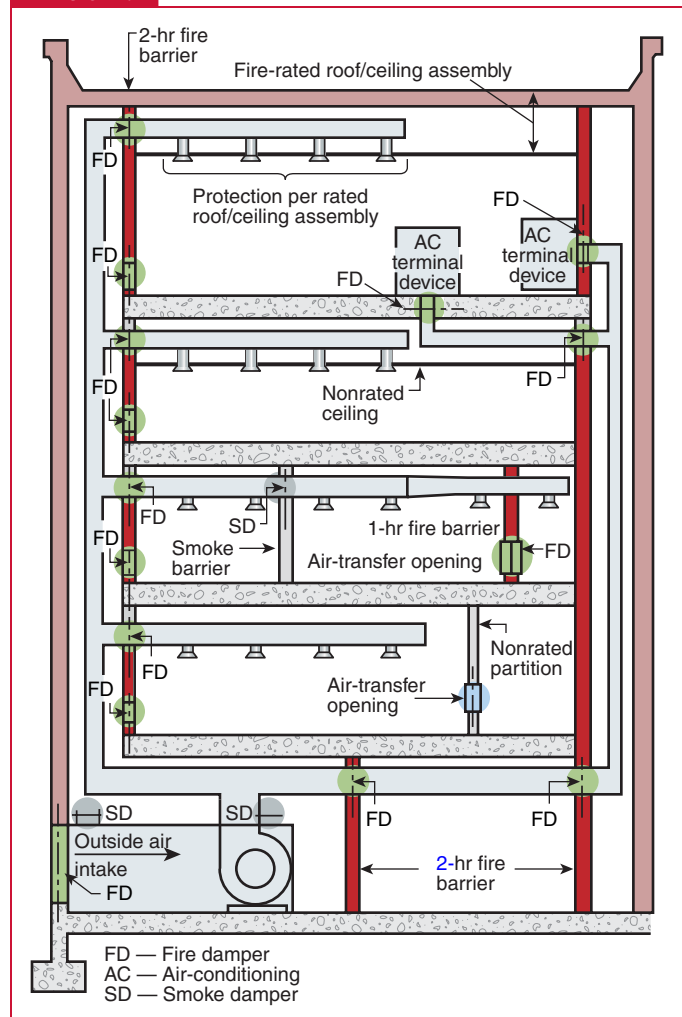 2-hr fire
barrier
Fire-rated roof/ceiling assembly
FD
Protection per rated
roof/ceiling assembly
FD
FD
AC
terminal
device
AC
terminal
device
FD
FD
FD
Nonrated
ceiling
FD
FD
SD
1-hr fire barrier
FD
Smoke
barrier
Air-transfer opening
FD
FD
Nonrated
partition
FD
Air-transfer
opening
SD
SD
FD
FD
Outside air
intake
FD
2-hr fire
barrier
FD — Fire damper
AC — Air-conditioning
SD — Smoke damper